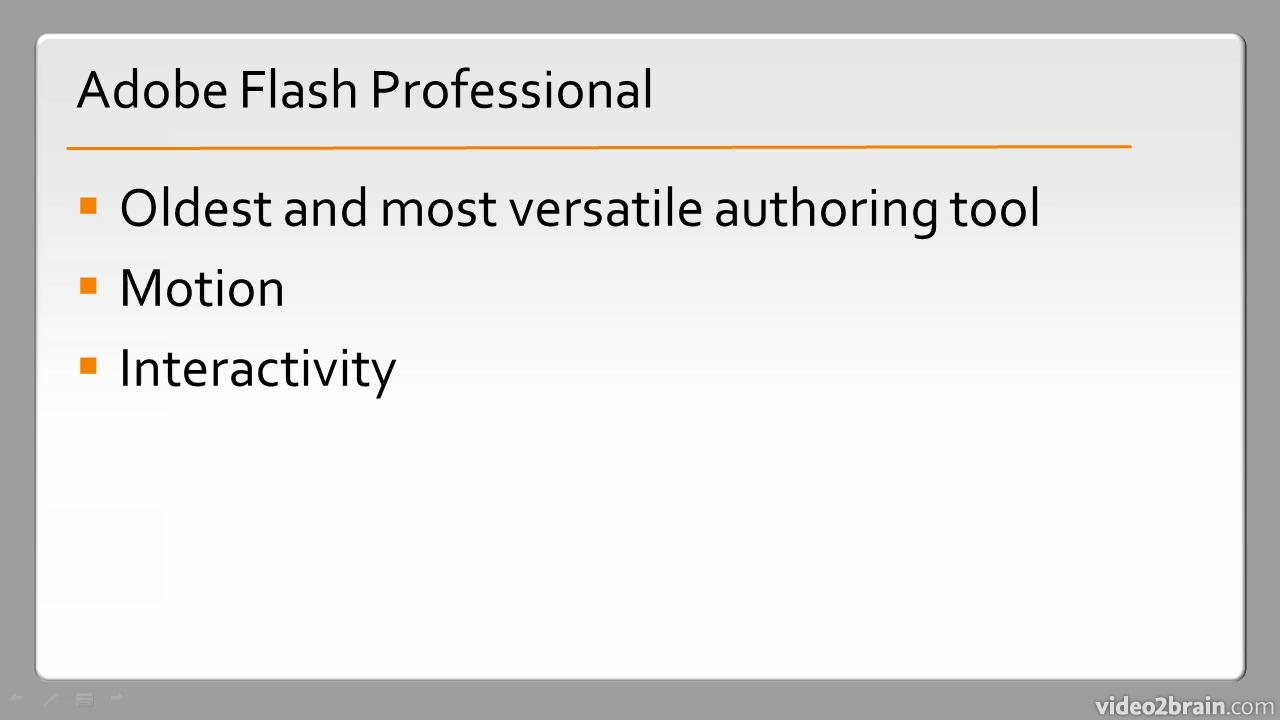 Adobe Flash Professional
Oldest and most versatile authoring tool
Motion
Interactivity
video2brain.com